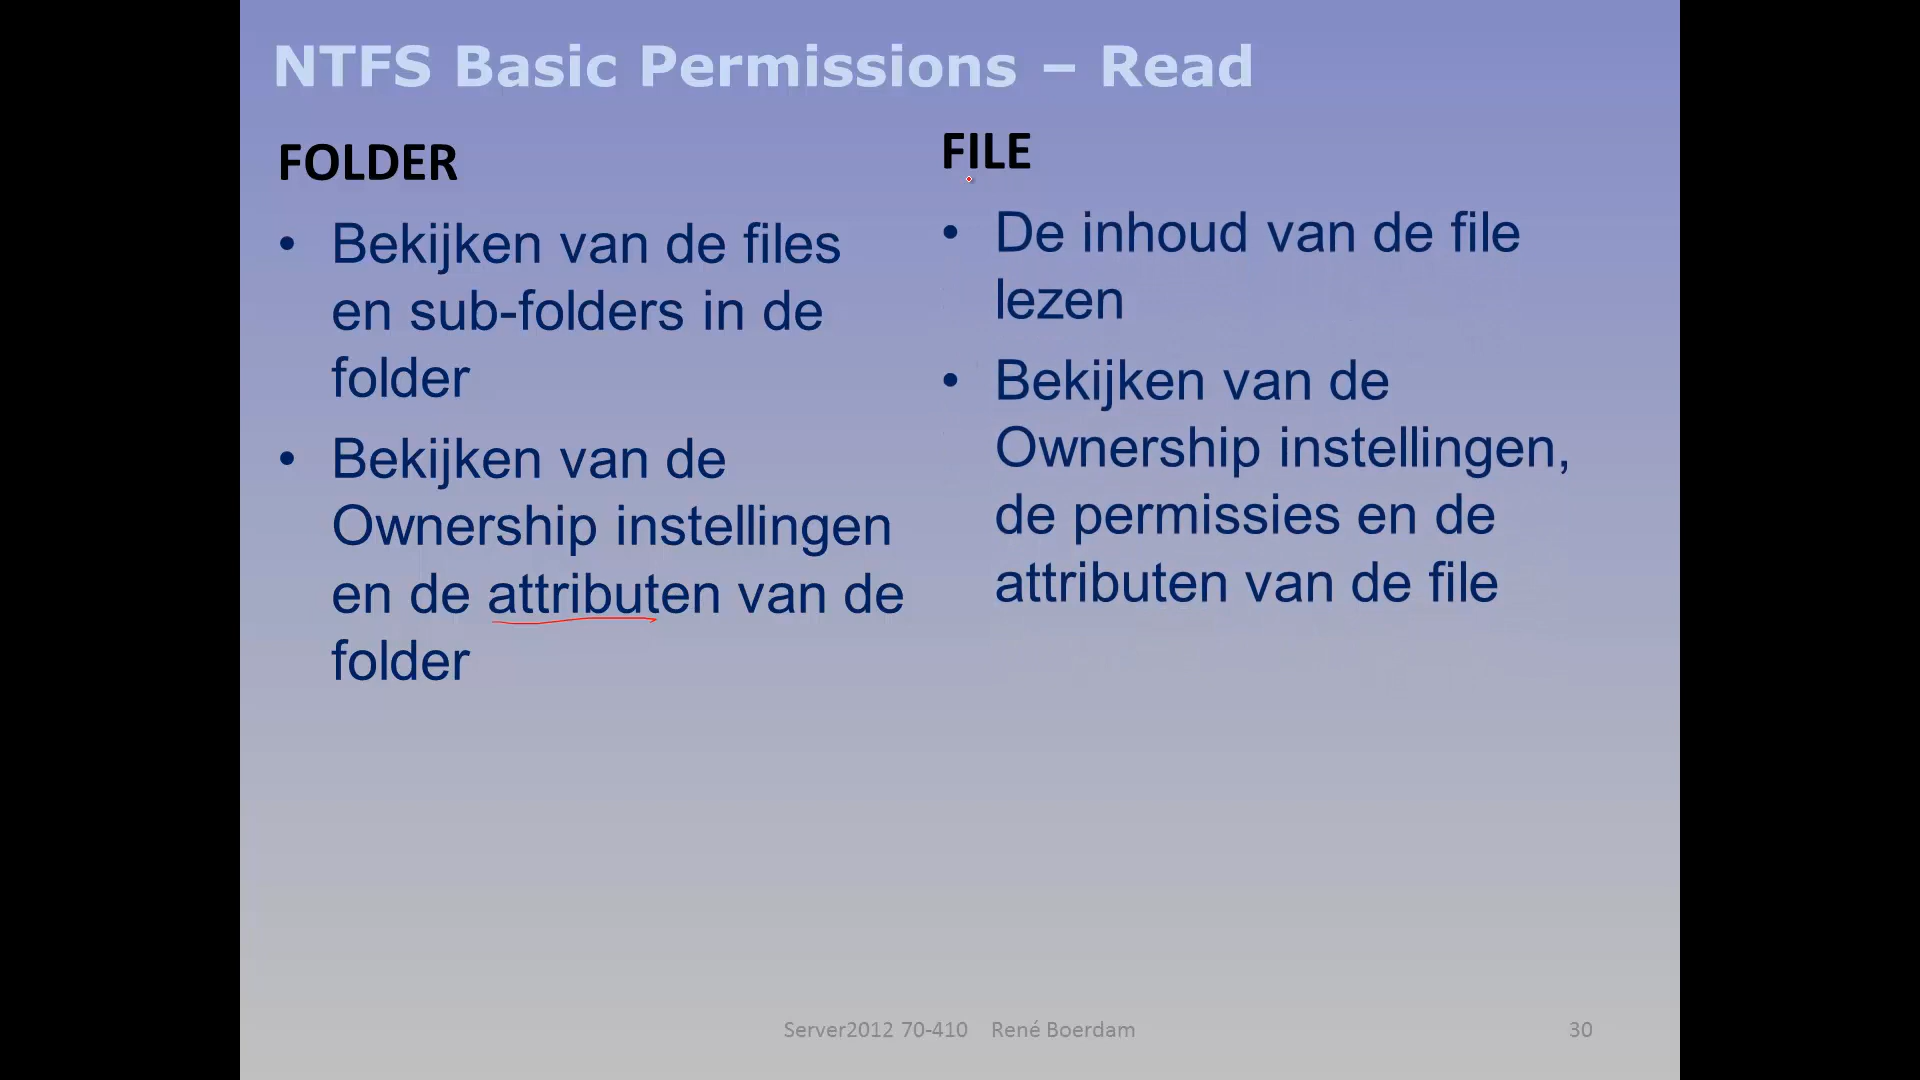 NTFS Basic Permissions – Read
FOLDER
• Bekijken van de files
en sub-folders in de
folder
• Bekijken van de
Ownership instellingen
en de attributen van de
folder
FILE
• De inhoud van de file
lezen
• Bekijken van de
Ownership instellingen,
de permissies en de
attributen van de file
Server2012 70-410 René Boerdam
30